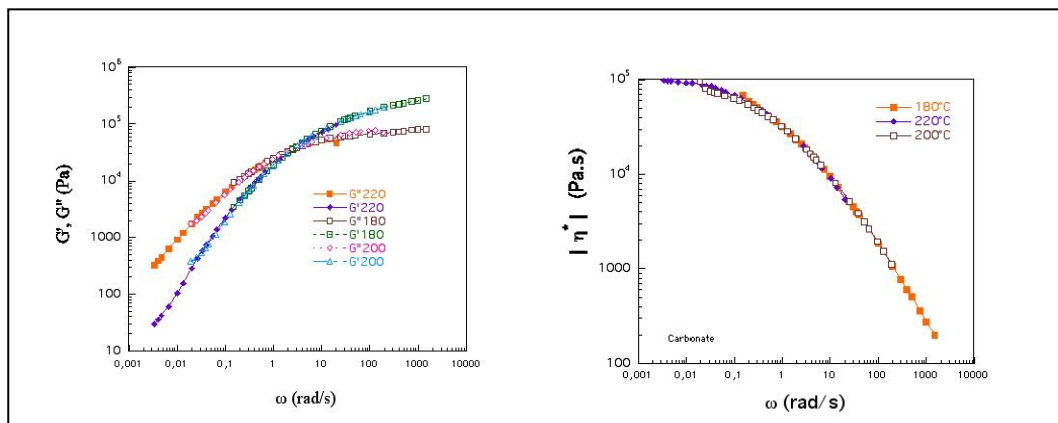 10⁶
10⁵
10⁴
1000
100
10
G', G" (Pa)
G"220
G'220
G"180
G'180
G"200
G'200
0,001 0,01 0,1 1 10 100 1000 10000
ω (rad/s)
10⁵
10⁴
1000
100
| η* | (Pa.s)
180°C
220°C
200°C
Carbonate
0,001 0,01 0,1 1 10 100 1000 10000
ω (rad/s)